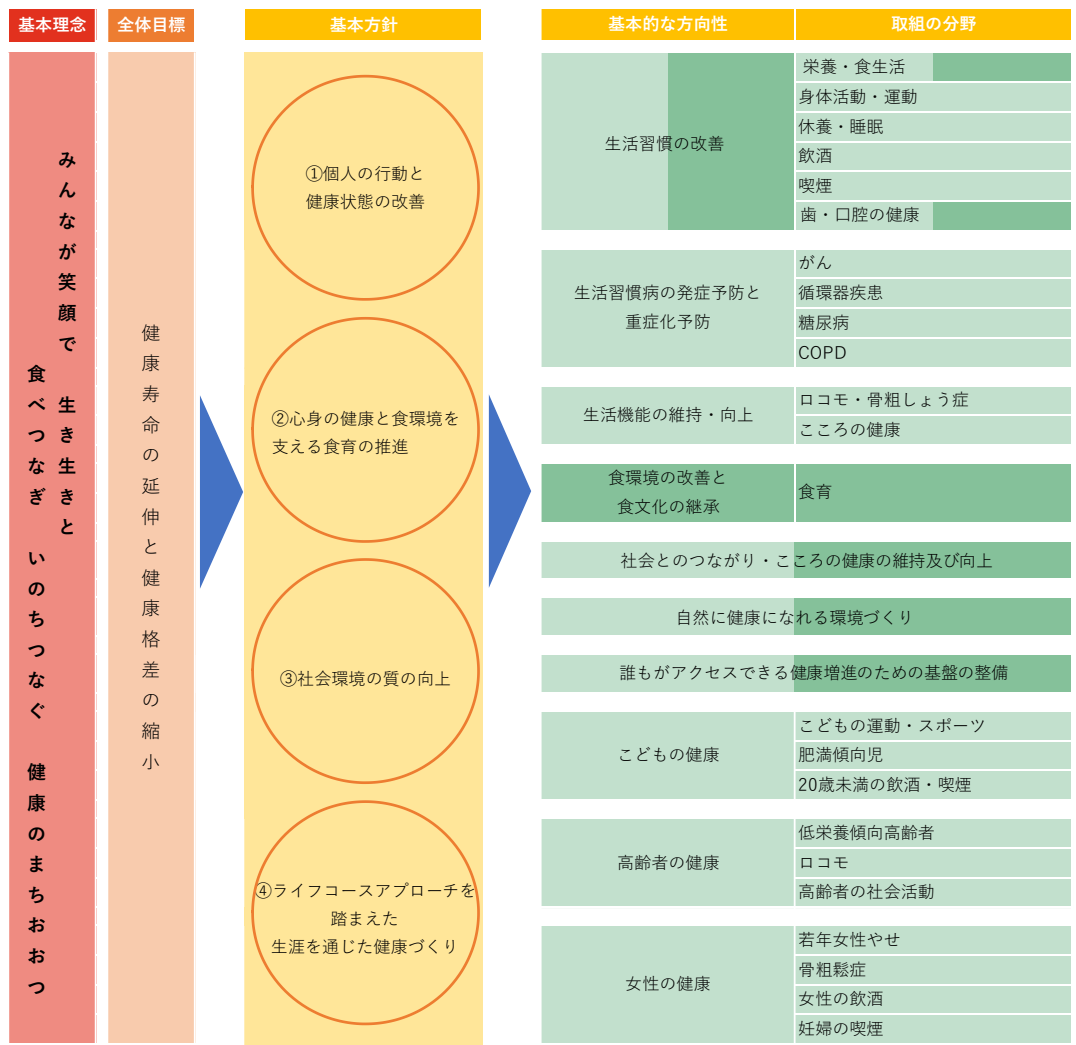 基本理念
全体目標
基本方針
基本的な方向性
取組の分野
みんなが笑顔で　生き生きと
食べつなぎ　いのちつなぐ　健康のまちおおつ
健康寿命の延伸と健康格差の縮小
①個人の行動と
健康状態の改善
②心身の健康と食環境を
支える食育の推進
③社会環境の質の向上
④ライフコースアプローチを
踏まえた
生涯を通じた健康づくり
生活習慣の改善
栄養・食生活
身体活動・運動
休養・睡眠
飲酒
喫煙
歯・口腔の健康
生活習慣病の発症予防と
重症化予防
がん
循環器疾患
糖尿病
COPD
生活機能の維持・向上
ロコモ・骨粗しょう症
こころの健康
食環境の改善と
食文化の継承
食育
社会とのつながり・こころの健康の維持及び向上
自然に健康になれる環境づくり
誰もがアクセスできる健康増進のための基盤の整備
こどもの健康
こどもの運動・スポーツ
肥満傾向児
20歳未満の飲酒・喫煙
高齢者の健康
低栄養傾向高齢者
ロコモ
高齢者の社会活動
女性の健康
若年女性やせ
骨粗鬆症
女性の飲酒
妊婦の喫煙